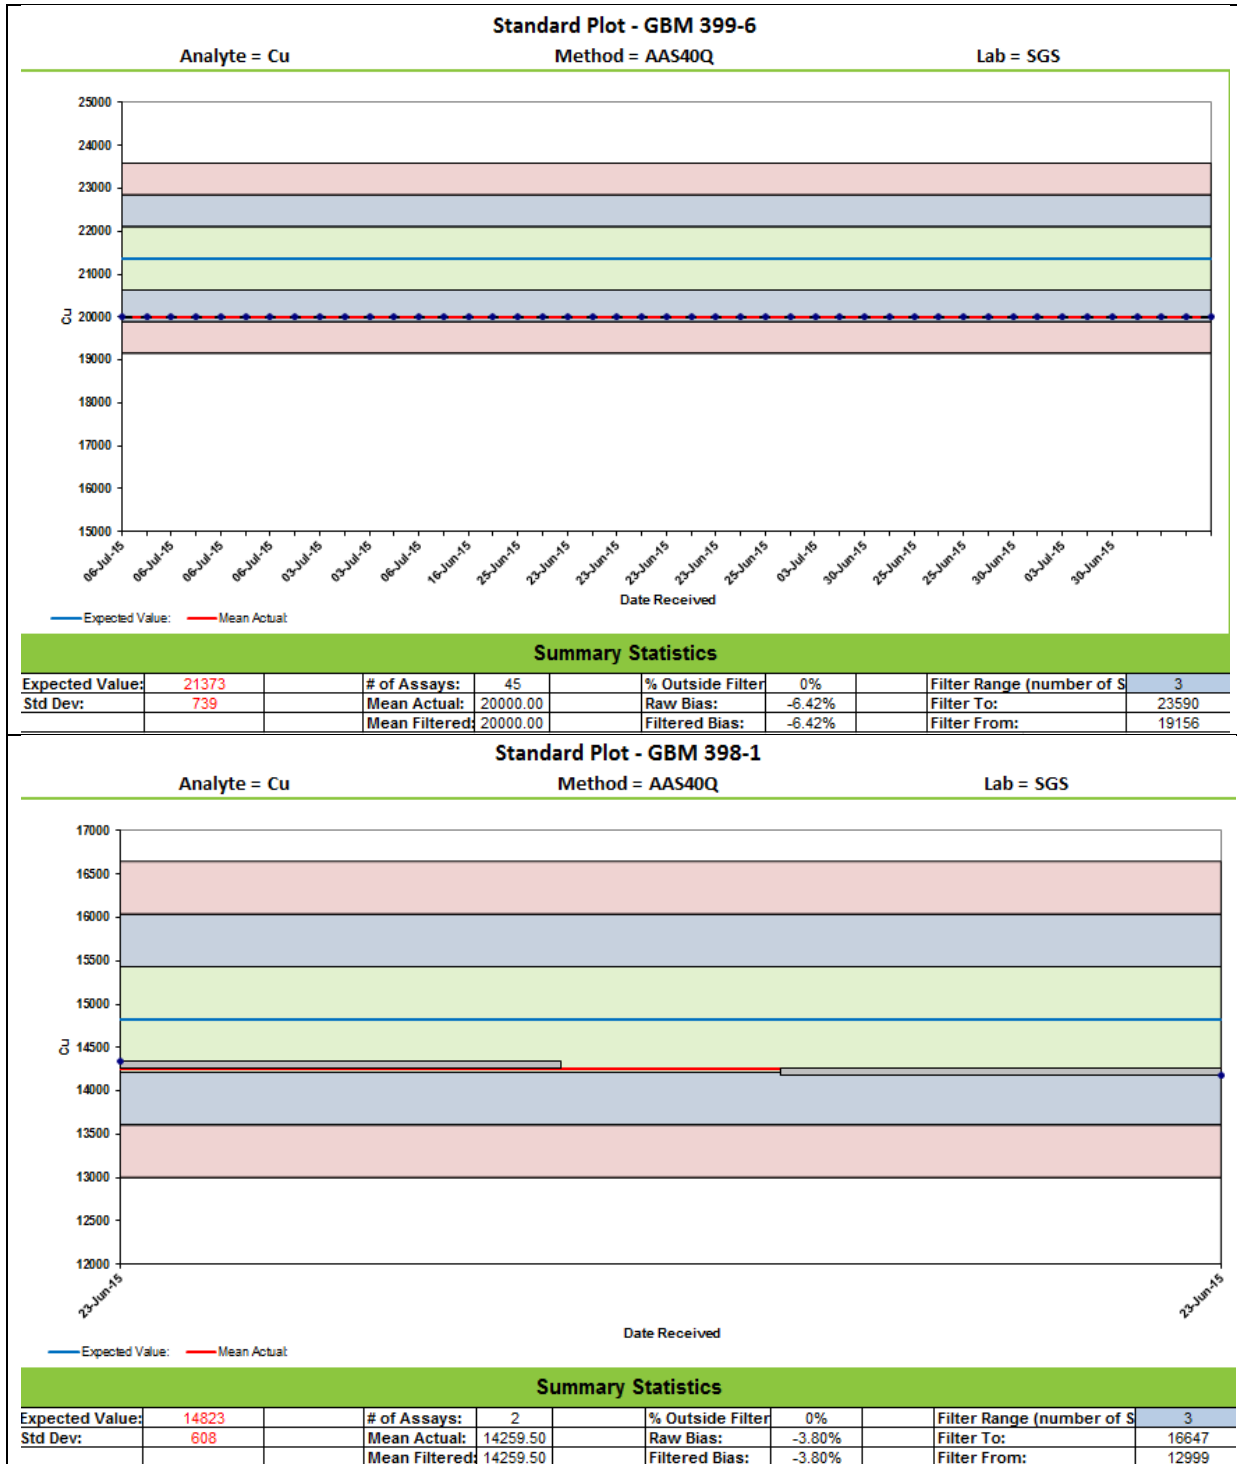 Standard Plot - GBM 399-6
Analyte = Cu Method = AAS40Q Lab = SGS
25000
24000
23000
22000
21000
20000
19000
18000
17000
16000
15000
Cu
06-Jul-15 06-Jul-15 06-Jul-15 06-Jul-15 03-Jul-15 03-Jul-15 06-Jul-15 16-Jun-15 25-Jun-15 23-Jun-15 23-Jun-15 23-Jun-15 23-Jun-15 25-Jun-15 03-Jul-15 30-Jun-15 25-Jun-15 25-Jun-15 30-Jun-15 03-Jul-15 30-Jun-15
Date Received
Expected Value: Mean Actual:
Summary Statistics
Expected Value: 21373 # of Assays: 45 % Outside Filter 0% Filter Range (number of S 3
Std Dev: 739 Mean Actual: 20000.00 Raw Bias: -6.42% Filter To: 23590
Mean Filtered: 20000.00 Filtered Bias: -6.42% Filter From: 19156
Standard Plot - GBM 398-1
Analyte = Cu Method = AAS40Q Lab = SGS
17000
16500
16000
15500
15000
14500
14000
13500
13000
12500
12000
Cu
23-Jun-15 23-Jun-15
Date Received
Expected Value: Mean Actual:
Summary Statistics
Expected Value: 14823 # of Assays: 2 % Outside Filter 0% Filter Range (number of S 3
Std Dev: 608 Mean Actual: 14259.50 Raw Bias: -3.80% Filter To: 16647
Mean Filtered: 14259.50 Filtered Bias: -3.80% Filter From: 12999